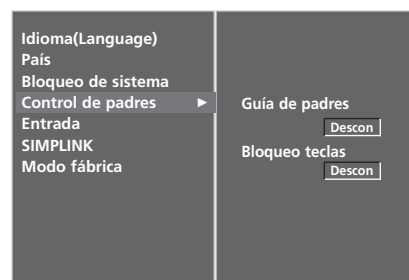 Idioma(Language)
País
Bloqueo de sistema
Control de padres ►
Entrada
SIMPLINK
Modo fábrica
Guía de padres
Descon
Bloqueo teclas
Descon